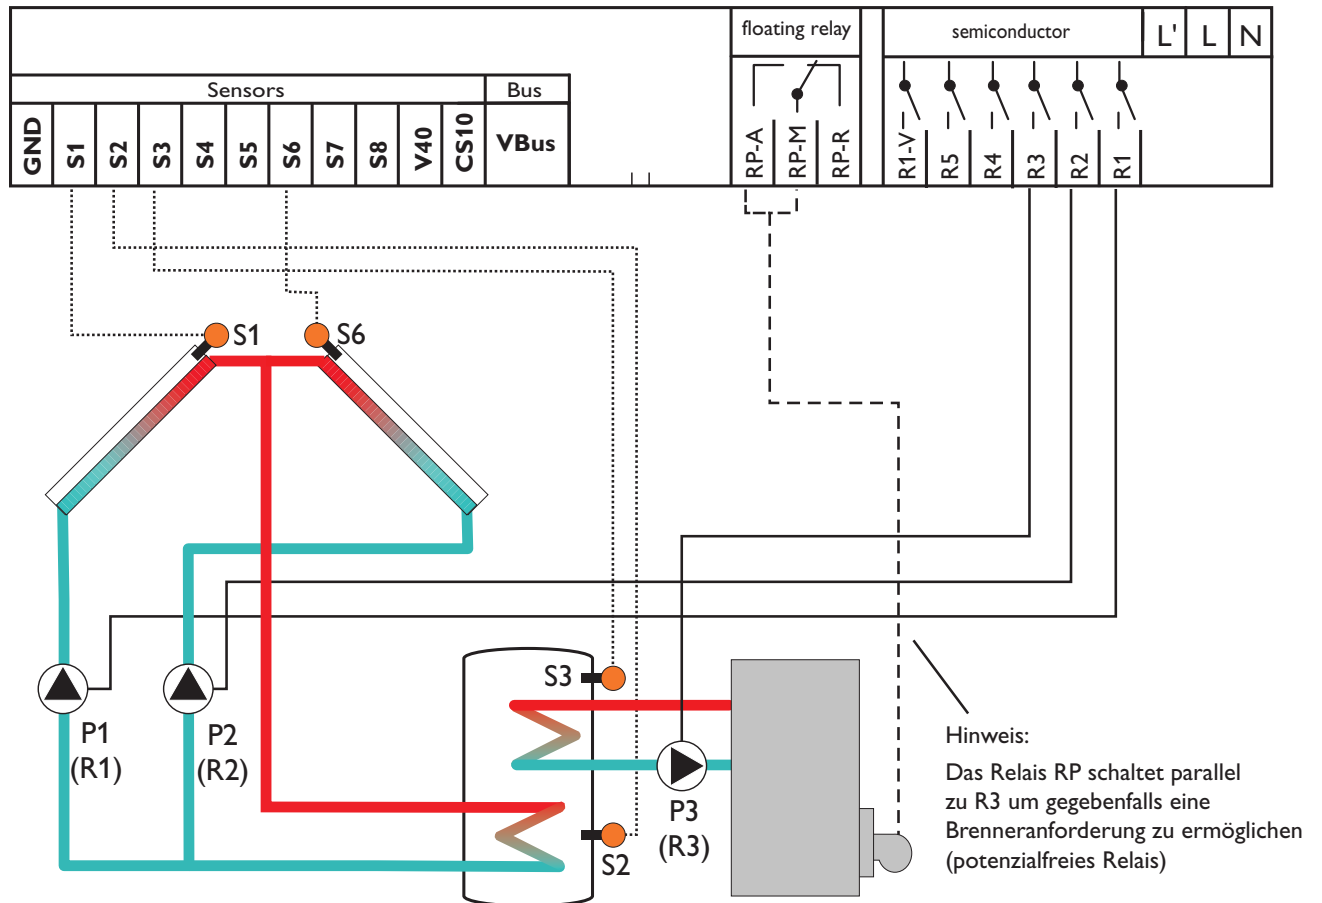 floating relay
semiconductor
L'
L
N
Sensors
Bus
GND
S1
S2
S3
S4
S5
S6
S7
S8
V40
CS10
VBus
RP-A
RP-M
RP-R
R1-V
R5
R4
R3
R2
R1
S1
S6
S3
P1
(R1)
P2
(R2)
P3
(R3)
S2
Hinweis:
Das Relais RP schaltet parallel
zu R3 um gegebenfalls eine
Brenneranforderung zu ermöglichen
(potenzialfreies Relais)